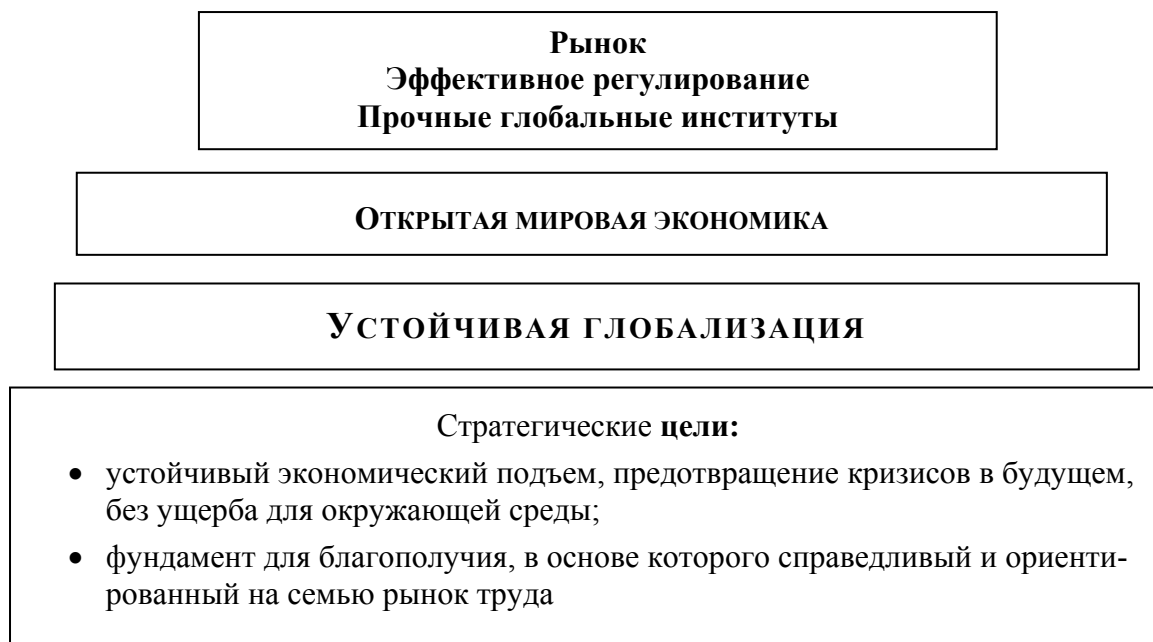 Рынок
Эффективное регулирование
Прочные глобальные институты
ОТКРЫТАЯ МИРОВАЯ ЭКОНОМИКА
УСТОЙЧИВАЯ ГЛОБАЛИЗАЦИЯ
Стратегические цели:
• устойчивый экономический подъем, предотвращение кризисов в будущем,
без ущерба для окружающей среды;
• фундамент для благополучия, в основе которого справедливый и ориенти-
рованный на семью рынок труда